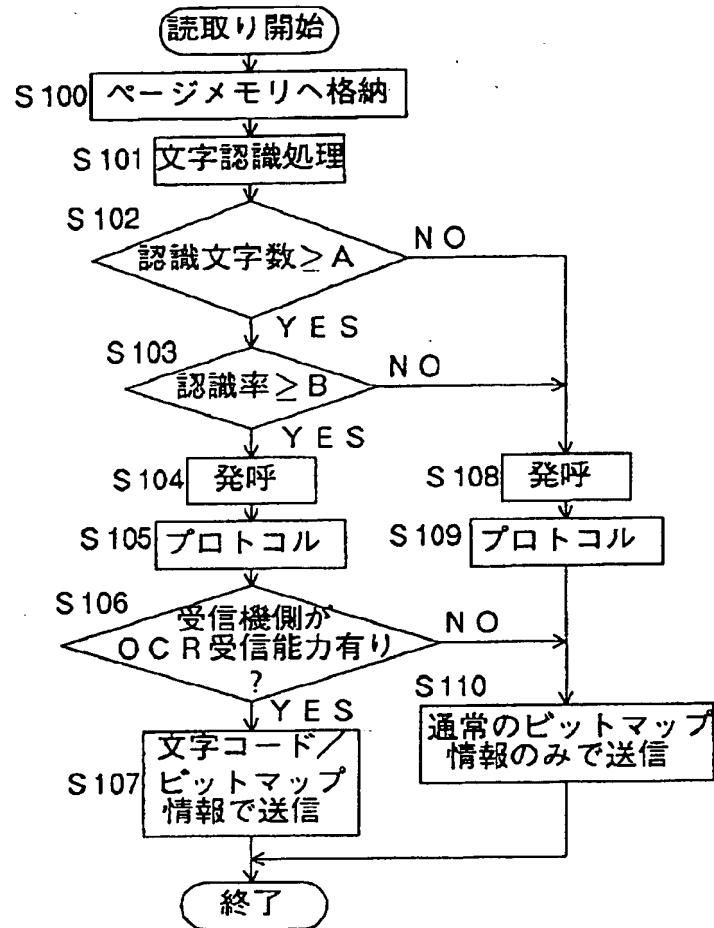 読取り開始
S100 ページメモリへ格納
S101 文字認識処理
S102
認識文字数≧A
NO
YES
S103
認識率≧B
NO
YES
S104 発呼
S108 発呼
S105 プロトコル
S109 プロトコル
S106
受信機側が
OCR受信能力有り
?
NO
YES
S107
文字コード/
ビットマップ
情報で送信
S110
通常のビットマップ
情報のみで送信
終了